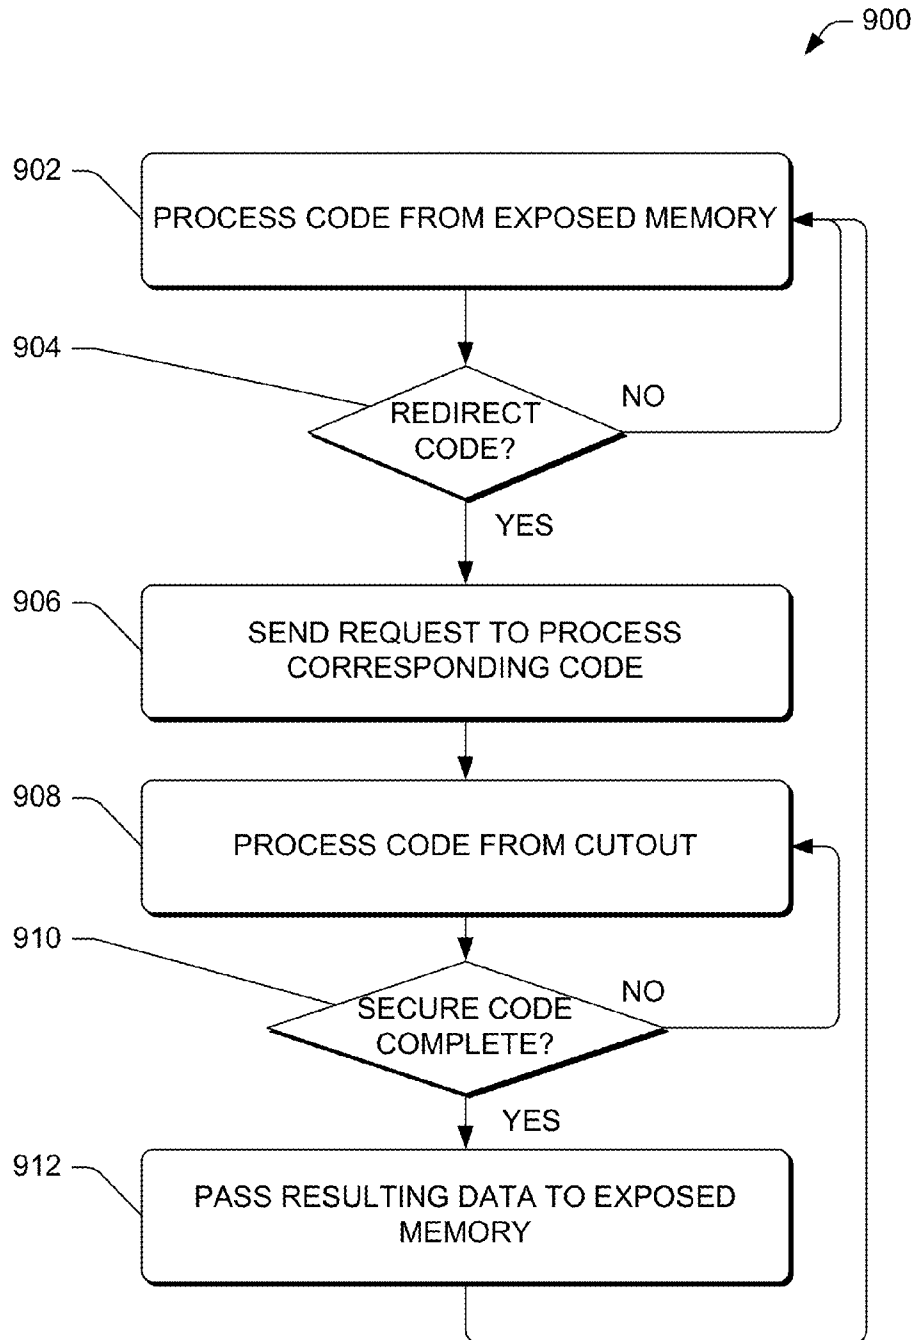 900
902
PROCESS CODE FROM EXPOSED MEMORY
904
REDIRECT
CODE?
NO
YES
906
SEND REQUEST TO PROCESS
CORRESPONDING CODE
908
PROCESS CODE FROM CUTOUT
910
SECURE CODE
COMPLETE?
NO
YES
912
PASS RESULTING DATA TO EXPOSED
MEMORY